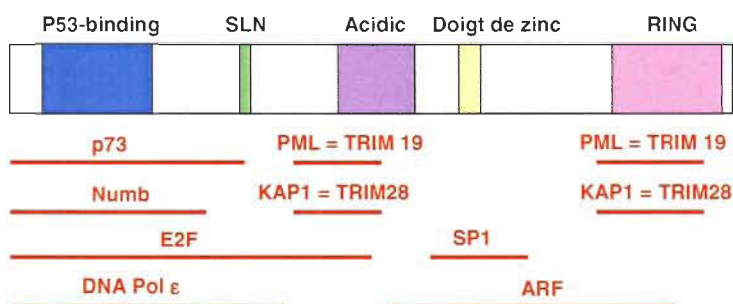 P53-binding SLN Acidic Doigt de zinc RING
p73 PML = TRIM 19 PML = TRIM 19
Numb KAP1 = TRIM28 KAP1 = TRIM28
E2F SP1
DNA Pol ε ARF